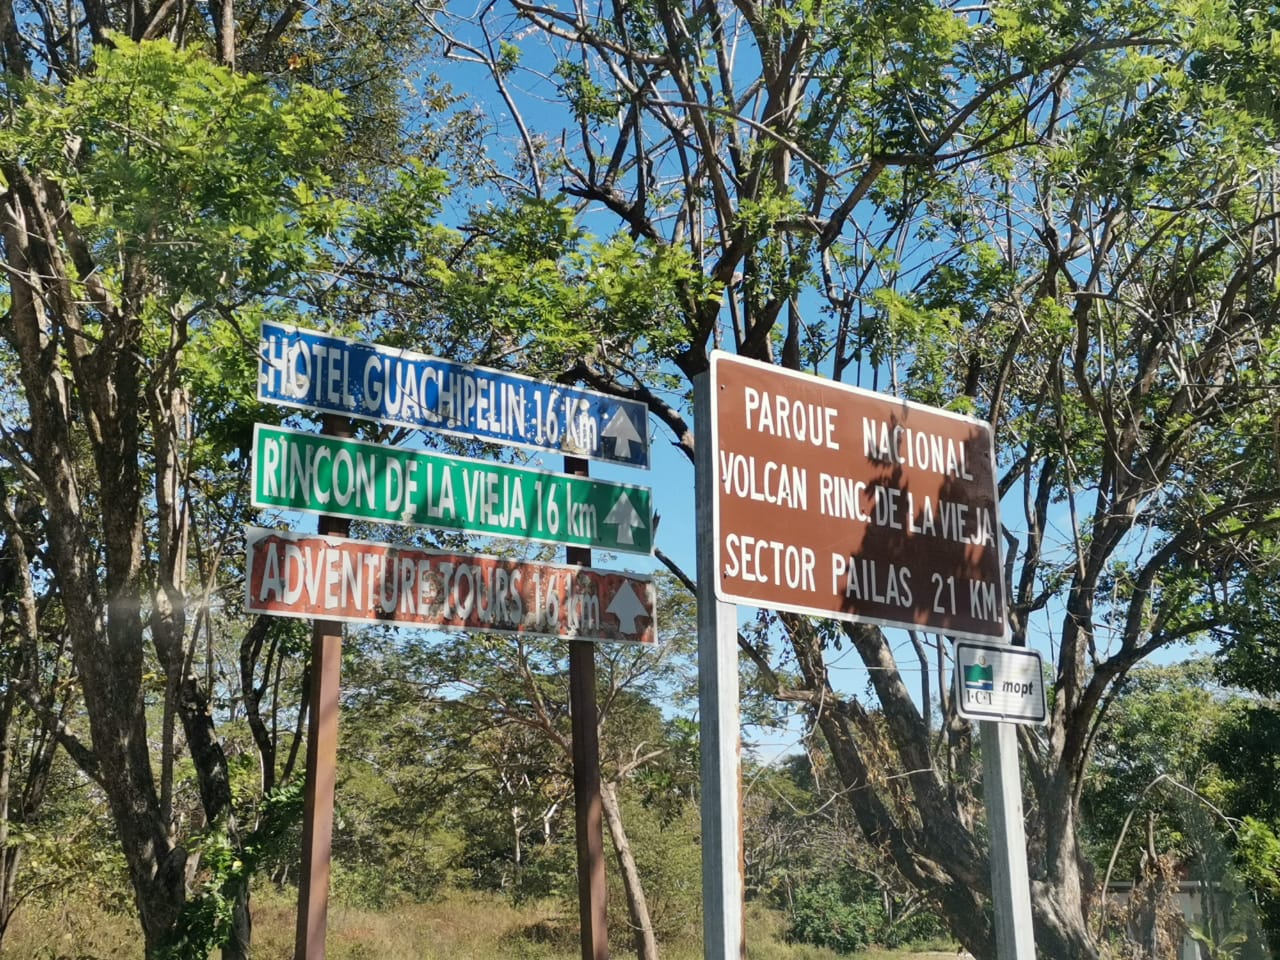 HOTEL GUACHIPELIN 16 Km
RINCON DE LA VIEJA 16 km
ADVENTURE TOURS 16 km
PARQUE NACIONAL
VOLCAN RINC. DE LA VIEJA
SECTOR PAILAS 21 KM.
I·C·T mopt